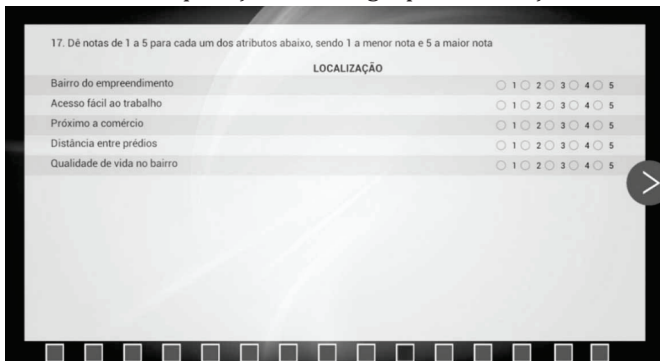 17. Dê notas de 1 a 5 para cada um dos atributos abaixo, sendo 1 a menor nota e 5 a maior nota
LOCALIZAÇÃO
Bairro do empreendimento 1 2 3 4 5
Acesso fácil ao trabalho 1 2 3 4 5
Próximo a comércio 1 2 3 4 5
Distância entre prédios 1 2 3 4 5
Qualidade de vida no bairro 1 2 3 4 5